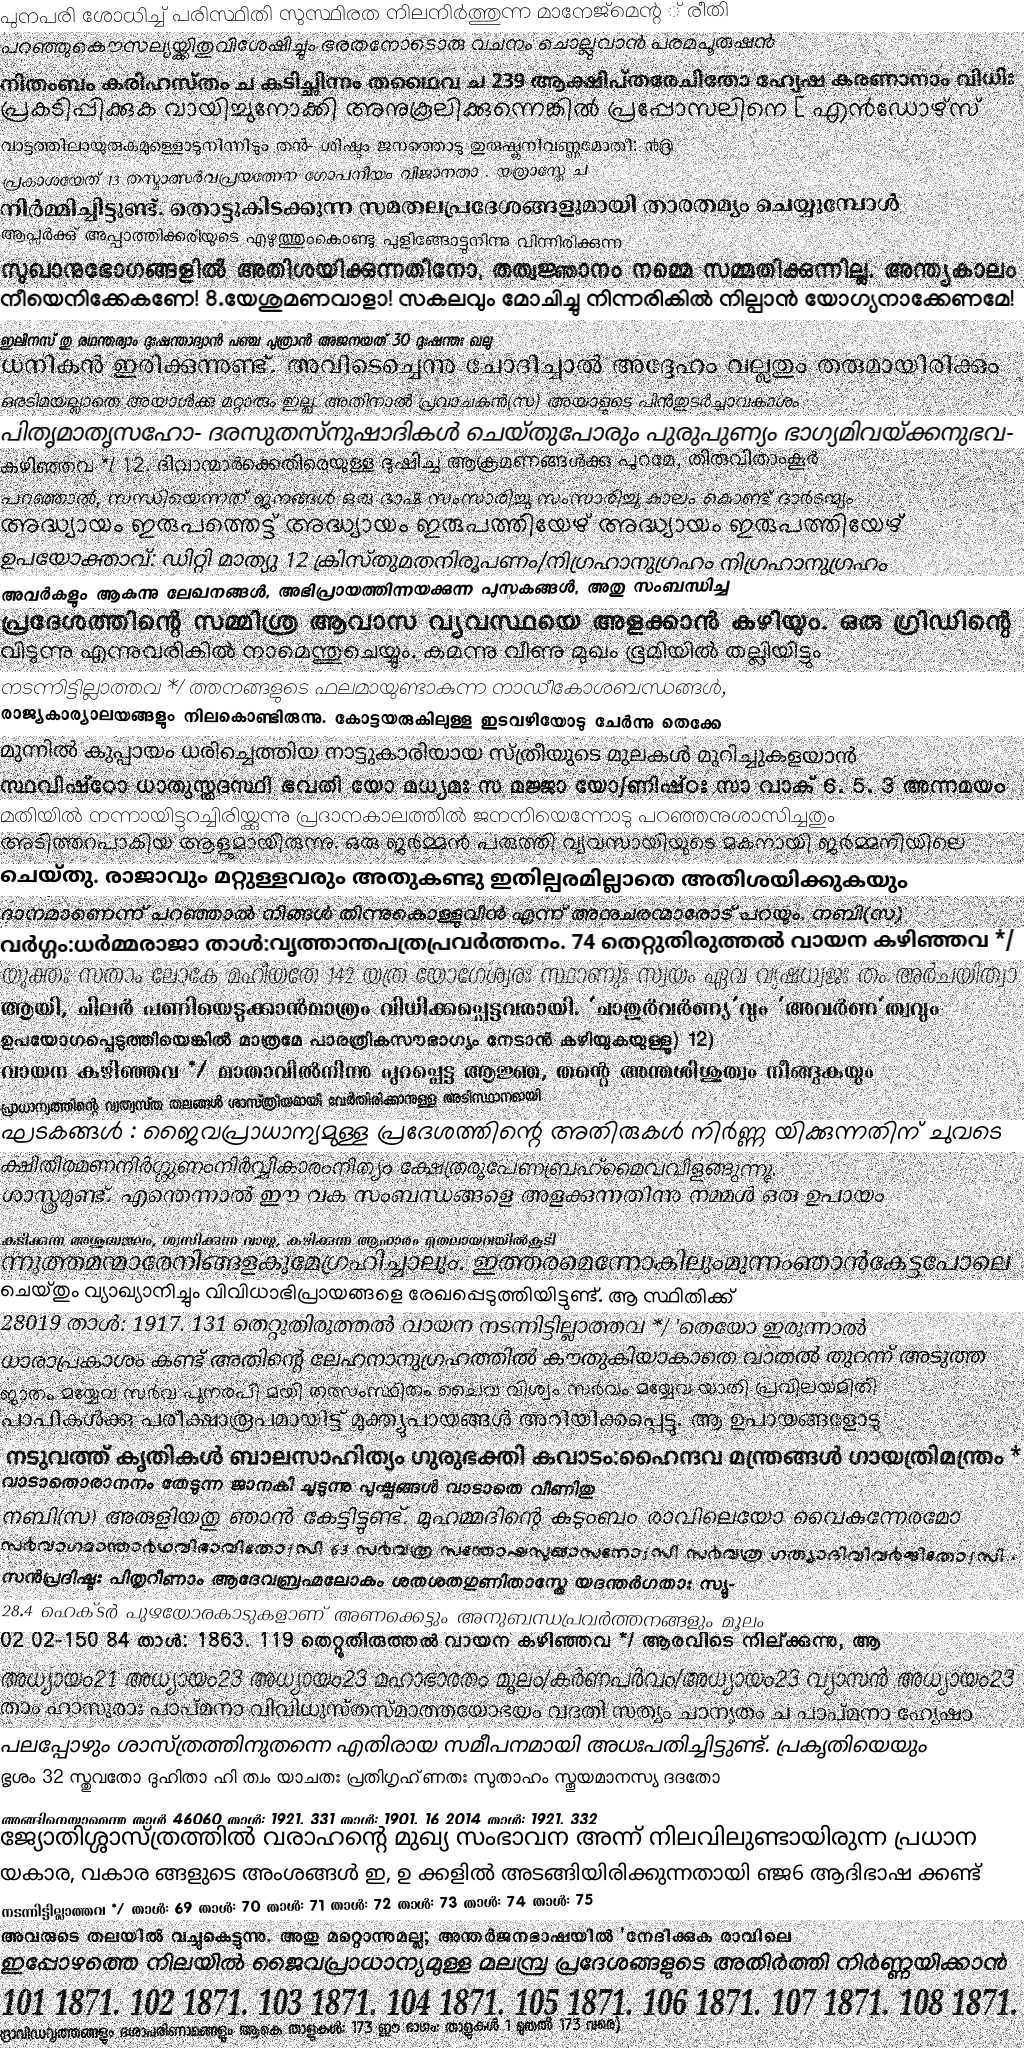 പുനപരി ശോധിച്ച് പരിസ്ഥിതി സുസ്ഥിരത നിലനിർത്തുന്ന മാനേജ്മെന്റ ് രീതി
പറഞ്ഞുകൌസല്യയ്ക്കിതുവിശേഷിച്ചും ഭരതനോടൊരു വചനം ചൊല്ലുവാൻ പരമപൂരുഷൻ
നിതംബം കരിഹസ്തം ച കടിച്ഛിന്നം തഥൈവ ച 239 ആക്ഷിപ്തരേചിതോ ഹ്യേഷ കരണാനാം വിധിഃ
പ്രകടിപ്പിക്കുക വായിച്ചുനോക്കി അനുകൂലിക്കുന്നെങ്കിൽ പ്രപ്പോസലിനെ [ എൻഡോഴ്സ്
വാട്ടത്തിലായുരുകുമുള്ളൊടുനിന്നിടും തൻ- ശിഷ്യം ജനത്തൊടു തുരുഷ്കനിവണ്ണമോതീ:
പ്രകാശയേത് 13 തസ്മാത്സർവപ്രയത്നേന ഗോപനീയം വിജാനതാ . യത്രാസ്തേ ച
നിർമ്മിച്ചിട്ടുണ്ട്. തൊട്ടുകിടക്കുന്ന സമതലപ്രദേശങ്ങളുമായി താരതമ്യം ചെയ്യുമ്പോൾ
ആപ്ലർക്കു് അപ്പാത്തിക്കരിയുടെ എഴുത്തുംകൊണ്ടു പുളിങ്ങോട്ടുനിന്നു വിന്നിരിക്കുന്ന
സുഖാനുഭോഗങ്ങളിൽ അതിശയിക്കുന്നതിനോ, തത്വജ്ഞാനം നമ്മെ സമ്മതിക്കുന്നില്ല. അന്ത്യകാലം
നീയെനിക്കേകണേ! 8.യേശുമണവാളാ! സകലവും മോചിച്ചു നിന്നരികിൽ നില്പാൻ യോഗ്യനാക്കേണമേ!
ഇലിനസ് തു രഥന്തര്യാം ദുഃഷന്താദ്യാൻ പഞ്ച പുത്രാൻ അജനയത് 30 ദുഃഷന്തഃ ഖലു
ധനികൻ ഇരിക്കുന്നുണ്ട്. അവിടെച്ചെന്നു ചോദിച്ചാൽ അദ്ദേഹം വല്ലതും തരുമായിരിക്കും
ഒരടിമയല്ലാതെ അയാൾക്കു മറ്റാരും ഇല്ല. അതിനാൽ പ്രവാചകൻ(സ) അയാളുടെ പിൻതുടർച്ചാവകാശം
പിതൃമാതൃസഹോ- ദരസുതസ്നുഷാദികൾ ചെയ്തുപോരും പുരുപുണ്യം ഭാഗ്യമിവയ്ക്കനുഭവ-
കഴിഞ്ഞവ */ 12. ദിവാന്മാർക്കെതിരെയുള്ള ദുഷിച്ച ആക്രമണങ്ങൾക്കു പുറമേ, തിരുവിതാംകൂർ
പറഞ്ഞാൽ, സന്ധിയെന്നത് ജനങ്ങൾ ഒരു ഭാഷ സംസാരിച്ചു സംസാരിച്ചു കാലം കൊണ്ട് ദാർഢ്യം
അദ്ധ്യായം ഇരുപത്തെട്ട് അദ്ധ്യായം ഇരുപത്തിയേഴ് അദ്ധ്യായം ഇരുപത്തിയേഴ്
ഉപയോക്താവ്: ഡിറ്റി മാത്യു 12 ക്രിസ്തുമതനിരൂപണം/നിഗ്രഹാനുഗ്രഹം നിഗ്രഹാനുഗ്രഹം
അവർകളും ആകുന്നു ലേഖനങ്ങൾ, അഭിപ്രായത്തിന്നയക്കുന്ന പുസ്തകങ്ങൾ, അതു സംബന്ധിച്ച
പ്രദേശത്തിന്റെ സമ്മിശ്ര ആവാസ വ്യവസ്ഥയെ അളക്കാൻ കഴിയും. ഒരു ഗ്രിഡിന്റെ
വിടുന്നു എന്നുവരികിൽ നാമെന്തുചെയ്യും. കമന്നു വീണു മുഖം ഭൂമിയിൽ തല്ലിയിട്ടും
നടന്നിട്ടില്ലാത്തവ */ ത്തനങ്ങളുടെ ഫലമായുണ്ടാകുന്ന നാഡീകോശബന്ധങ്ങൾ,
രാജ്യകാര്യാലയങ്ങളും നിലകൊണ്ടിരുന്നു. കോട്ടയരുകിലുള്ള ഇടവഴിയോടു ചേർന്നു തെക്കേ
മുന്നിൽ കുപ്പായം ധരിച്ചെത്തിയ നാട്ടുകാരിയായ സ്ത്രീയുടെ മുലകൾ മുറിച്ചുകളയാൻ
സ്ഥവിഷ്ഠോ ധാതുസ്തദസ്ഥി ഭവതി യോ മധ്യമഃ സ മജ്ജാ യോഽണിഷ്ഠഃ സാ വാക് 6. 5. 3 അന്നമയം
മതിയിൽ നന്നായിട്ടുറച്ചിരിയ്ക്കുന്നു പ്രദാനകാലത്തിൽ ജനനിയെന്നോടു പറഞ്ഞനുശാസിച്ചതും
അടിത്തറപാകിയ ആളുമായിരുന്നു. ഒരു ജർമ്മൻ പരുത്തി വ്യവസായിയുടെ മകനായി ജർമ്മനിയിലെ
ചെയ്തു. രാജാവും മറ്റുള്ളവരും അതുകണ്ടു ഇതില്പരമില്ലാതെ അതിശയിക്കുകയും
ദാനമാണെന്ന് പറഞ്ഞാൽ നിങ്ങൾ തിന്നുകൊള്ളുവീൻ എന്ന് അനുചരന്മാരോട് പറയും. നബി(സ)
വർഗ്ഗം:ധർമ്മരാജാ താൾ:വൃത്താന്തപത്രപ്രവർത്തനം. 74 തെറ്റുതിരുത്തൽ വായന കഴിഞ്ഞവ */
യുക്തഃ സതാം ലോകേ മഹീയതേ 142 യത്ര യോഗേശ്വരഃ സ്ഥാണുഃ സ്വയം ഏവ വൃഷധ്വജഃ തം അർചയിത്വാ
ആയി, ചിലർ പണിയെടുക്കാൻമാത്രം വിധിക്കപ്പെട്ടവരായി. 'ചാതുർവർണ്യ'വും 'അവർണ'ത്വവും
ഉപയോഗപ്പെടുത്തിയെങ്കിൽ മാത്രമേ പാരത്രീകസൗഭാഗ്യം നേടാൻ കഴിയുകയുള്ളൂ) 12)
വായന കഴിഞ്ഞവ */ മാതാവിൽനിന്നു പുറപ്പെട്ട ആജ്ഞ, തന്റെ അന്തശ്ശിശുത്വം നീങ്ങുകയും
പ്രാധാന്യത്തിന്റെ വ്യത്യസ്ത തലങ്ങൾ ശാസ്ത്രീയമായി വേർതിരിക്കാനുള്ള അടിസ്ഥാനമായി
ഘടകങ്ങൾ : ജൈവപ്രാധാന്യമുള്ള പ്രദേശത്തിന്റെ അതിരുകൾ നിർണ്ണ യിക്കുന്നതിന് ചുവടെ
ക്ഷിതീരമണനിർഗ്ഗുണംനിർവ്വികാരംനിത്യം ക്ഷേത്രരൂപേണബ്രഹ്മൈവവിളങ്ങുന്നൂ.
ശാസ്ത്രമുണ്ട്. എന്തെന്നാൽ ഈ വക സംബന്ധങ്ങളെ അളക്കുന്നതിന്നു നമ്മൾ ഒരു ഉപായം
കടിക്കുന്ന അശുദ്ധജലം, ശ്വസിക്കുന്ന വായു, കഴിക്കുന്ന ആഹാരം മുതലായവയിൽകൂടി
ന്നുത്തമന്മാരേനിങ്ങളകുമേഗ്രഹിച്ചാലും. ഇത്തരമെന്നോകിലുംമുന്നംഞാൻകേട്ടപോലെ
ചെയ്തും വ്യാഖ്യാനിച്ചും വിവിധാഭിപ്രായങ്ങളെ രേഖപ്പെടുത്തിയിട്ടുണ്ട്. ആ സ്ഥിതിക്ക്
28019 താൾ: 1917. 131 തെറ്റുതിരുത്തൽ വായന നടന്നിട്ടില്ലാത്തവ */ 'തെയോ ഇരുന്നാൽ
ധാരാപ്രകാശം കണ്ട് അതിന്റെ ലേഹനാനുഗ്രഹത്തിൽ കൗതുകിയാകാതെ വാതൽ തുറന്ന് അടുത്ത
ജാതം മയ്യേവ സർവ പുനരപി മയി തത്സംസ്ഥിതം ചൈവ വിശ്വം സർവം മയ്യേവ യാതി പ്രവിലയമിതി
പാപികൾക്കു പരീക്ഷാരൂപമായിട്ട് മുക്ത്യുപായങ്ങൾ അറിയിക്കപ്പെട്ടു. ആ ഉപായങ്ങളോടു
നടുവത്ത് കൃതികൾ ബാലസാഹിത്യം ഗുരുഭക്തി കവാടം:ഹൈന്ദവ മന്ത്രങ്ങൾ ഗായത്രിമന്ത്രം *
വാടാതൊരാനനം തേടുന്ന ജാനകി ചൂടുന്നു പുഷ്പങ്ങൾ വാടാതെ വീണിതു
നബി(സ) അരുളിയതു ഞാൻ കേട്ടിട്ടുണ്ട്. മുഹമ്മദിന്റെ കുടുംബം രാവിലെയോ വൈകുന്നേരമോ
സർവാഗമാന്താർഥവിഭാവിതോഽസി 63 സർവത്ര സന്തോഷസുഖാസനോഽസി സർവത്ര ഗത്യാദിവിവർജിതോഽസി .
സൻപ്രദിഷ്ടഃ പിതൄണാം ആദേവബ്രഹ്മലോകം ശതശതഗുണിതാസ്തേ യദന്തർഗതാഃ സ്യു-
28.4 ഹെക്ടർ പുഴയോരകാടുകളാണ് അണക്കെട്ടും അനുബന്ധപ്രവർത്തനങ്ങളും മൂലം
02 02-150 84 താൾ: 1863. 119 തെറ്റുതിരുത്തൽ വായന കഴിഞ്ഞവ */ ആരവിടെ നില്ക്കുന്നു, ആ
അധ്യായം21 അധ്യായം23 അധ്യായം23 മഹാഭാരതം മൂലം/കർണപർവം/അധ്യായം23 വ്യാസൻ അധ്യായം23
താം ഹാസുരാഃ പാപ്മനാ വിവിധുസ്തസ്മാത്തയോഭയം വദതി സത്യം ചാനൃതം ച പാപ്മനാ ഹ്യേഷാ
പലപ്പോഴും ശാസ്ത്രത്തിനുതന്നെ എതിരായ സമീപനമായി അധഃപതിച്ചിട്ടുണ്ട്. പ്രകൃതിയെയും
ഭൃശം 32 സ്തുവതോ ദുഹിതാ ഹി ത്വം യാചതഃ പ്രതിഗൃഹ്ണതഃ സുതാഹം സ്തൂയമാനസ്യ ദദതോ
അങ്ങിനെയാണെന്നു താൾ 46060 താൾ: 1921. 331 താൾ: 1901. 16 2014 താൾ: 1921. 332
ജ്യോതിശ്ശാസ്ത്രത്തിൽ വരാഹന്റെ മുഖ്യ സംഭാവന അന്ന് നിലവിലുണ്ടായിരുന്ന പ്രധാന
യകാര, വകാര ങ്ങളുടെ അംശങ്ങൾ ഇ, ഉ ക്കളിൽ അടങ്ങിയിരിക്കുന്നതായി ഞ്ജ6 ആദിഭാഷ ക്കണ്ട്
നടന്നിട്ടില്ലാത്തവ */ താൾ: 69 താൾ: 70 താൾ: 71 താൾ: 72 താൾ: 73 താൾ: 74 താൾ: 75
അവരുടെ തലയിൽ വച്ചുകെട്ടുന്നു. അതു മറ്റൊന്നുമല്ല; അന്തർജനഭാഷയിൽ 'നേദിക്കുക രാവിലെ
ഇപ്പോഴത്തെ നിലയിൽ ജൈവപ്രാധാന്യമുള്ള മലമ്പ്ര പ്രദേശങ്ങളുടെ അതിർത്തി നിർണ്ണയിക്കാൻ
101 1871. 102 1871. 103 1871. 104 1871. 105 1871. 106 1871. 107 1871. 108 1871.
ദ്രാവിഡവൃത്തങ്ങളും ദശാപരിണാമങ്ങളും ആകെ താളുകൾ: 173 ഈ ഭാഗം: താളുകൾ 1 മുതൽ 173 വരെ)